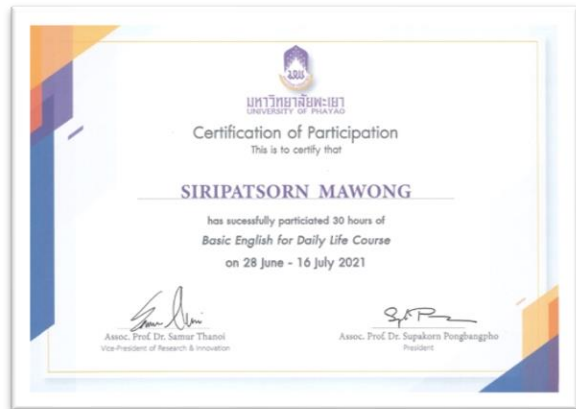 มหาวิทยาลัยพะเยา
UNIVERSITY OF PHAYAO
Certification of Participation
This is to certify that
SIRIPATSORN MAWONG
has sucessfully particiated 30 hours of
Basic English for Daily Life Course
on 28 June - 16 July 2021
Assoc. Prof. Dr. Samur Thanoi
Vice-President of Research & Innovation
Assoc. Prof. Dr. Supakorn Pongbangpho
President